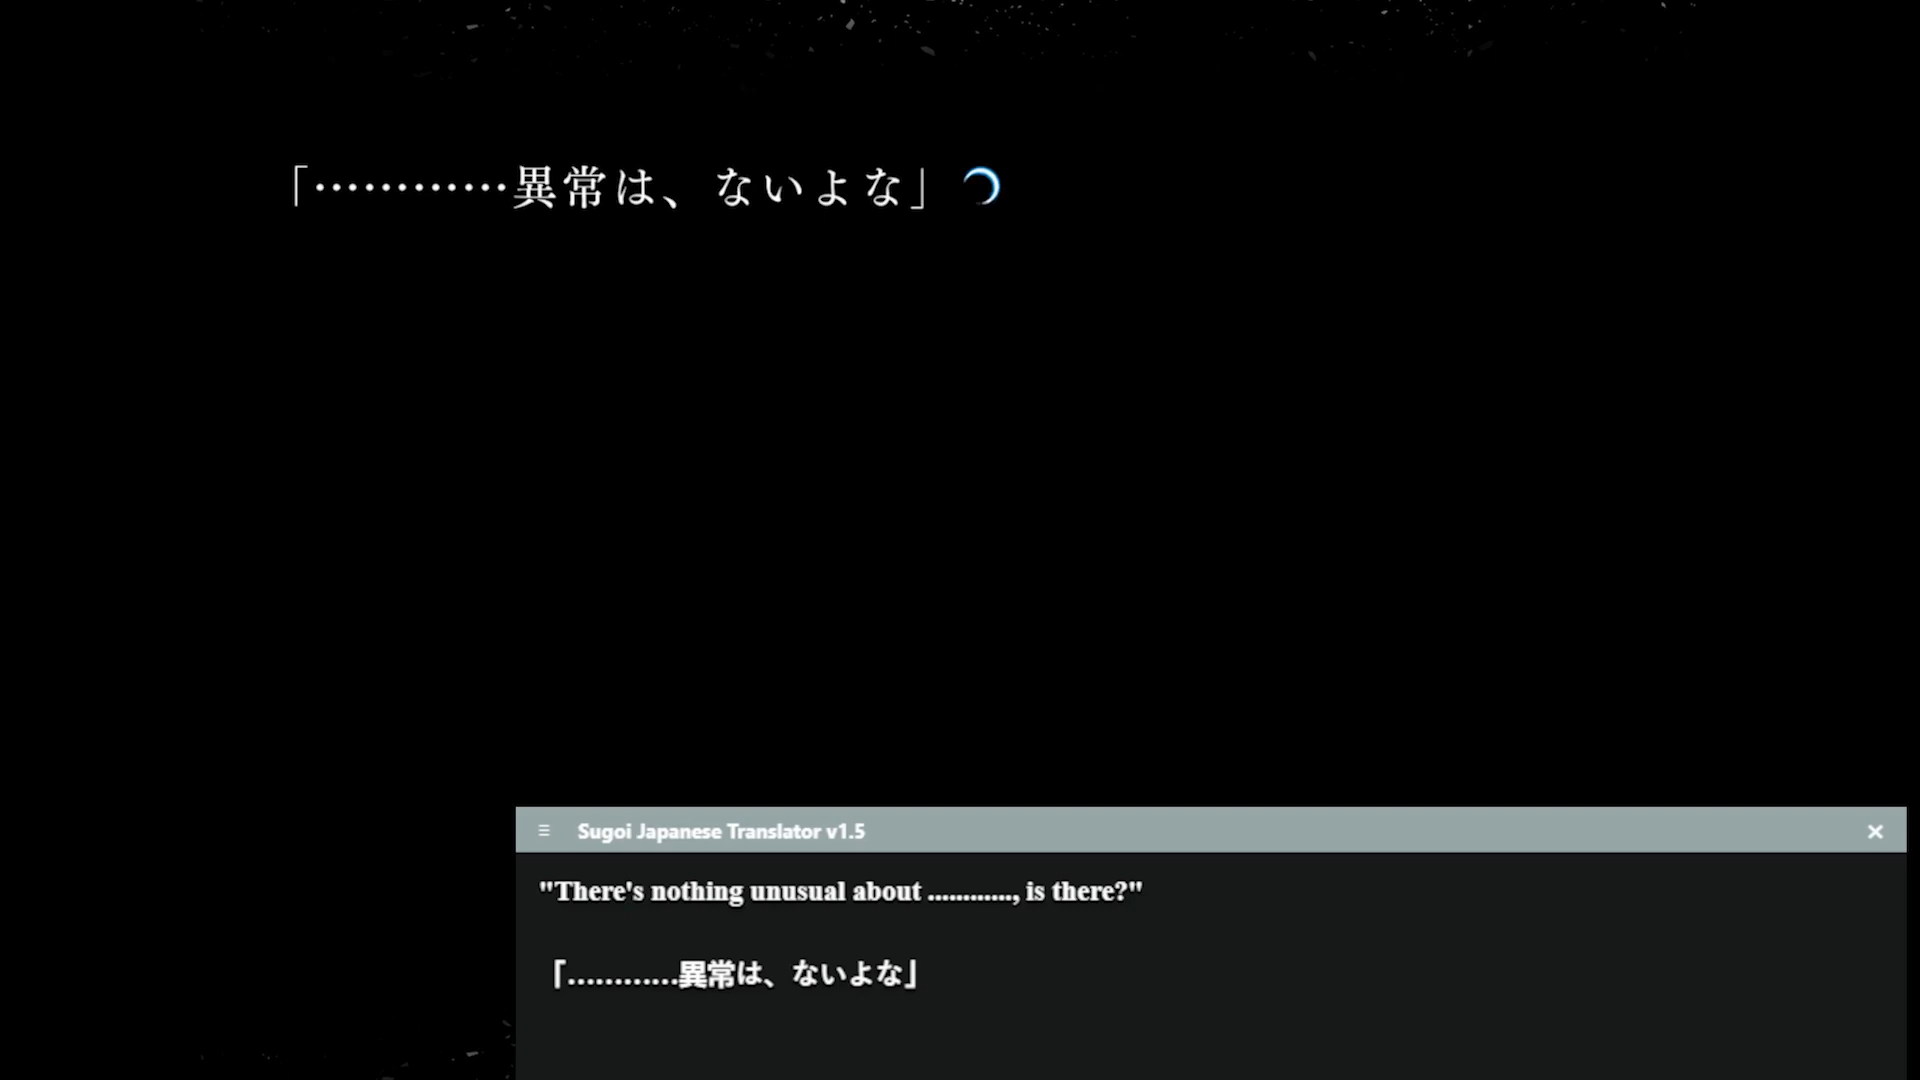 「…………異常は、ないよな」
☰ Sugoi Japanese Translator v1.5 ✕
"There's nothing unusual about ............, is there?"
「............異常は、ないよな」